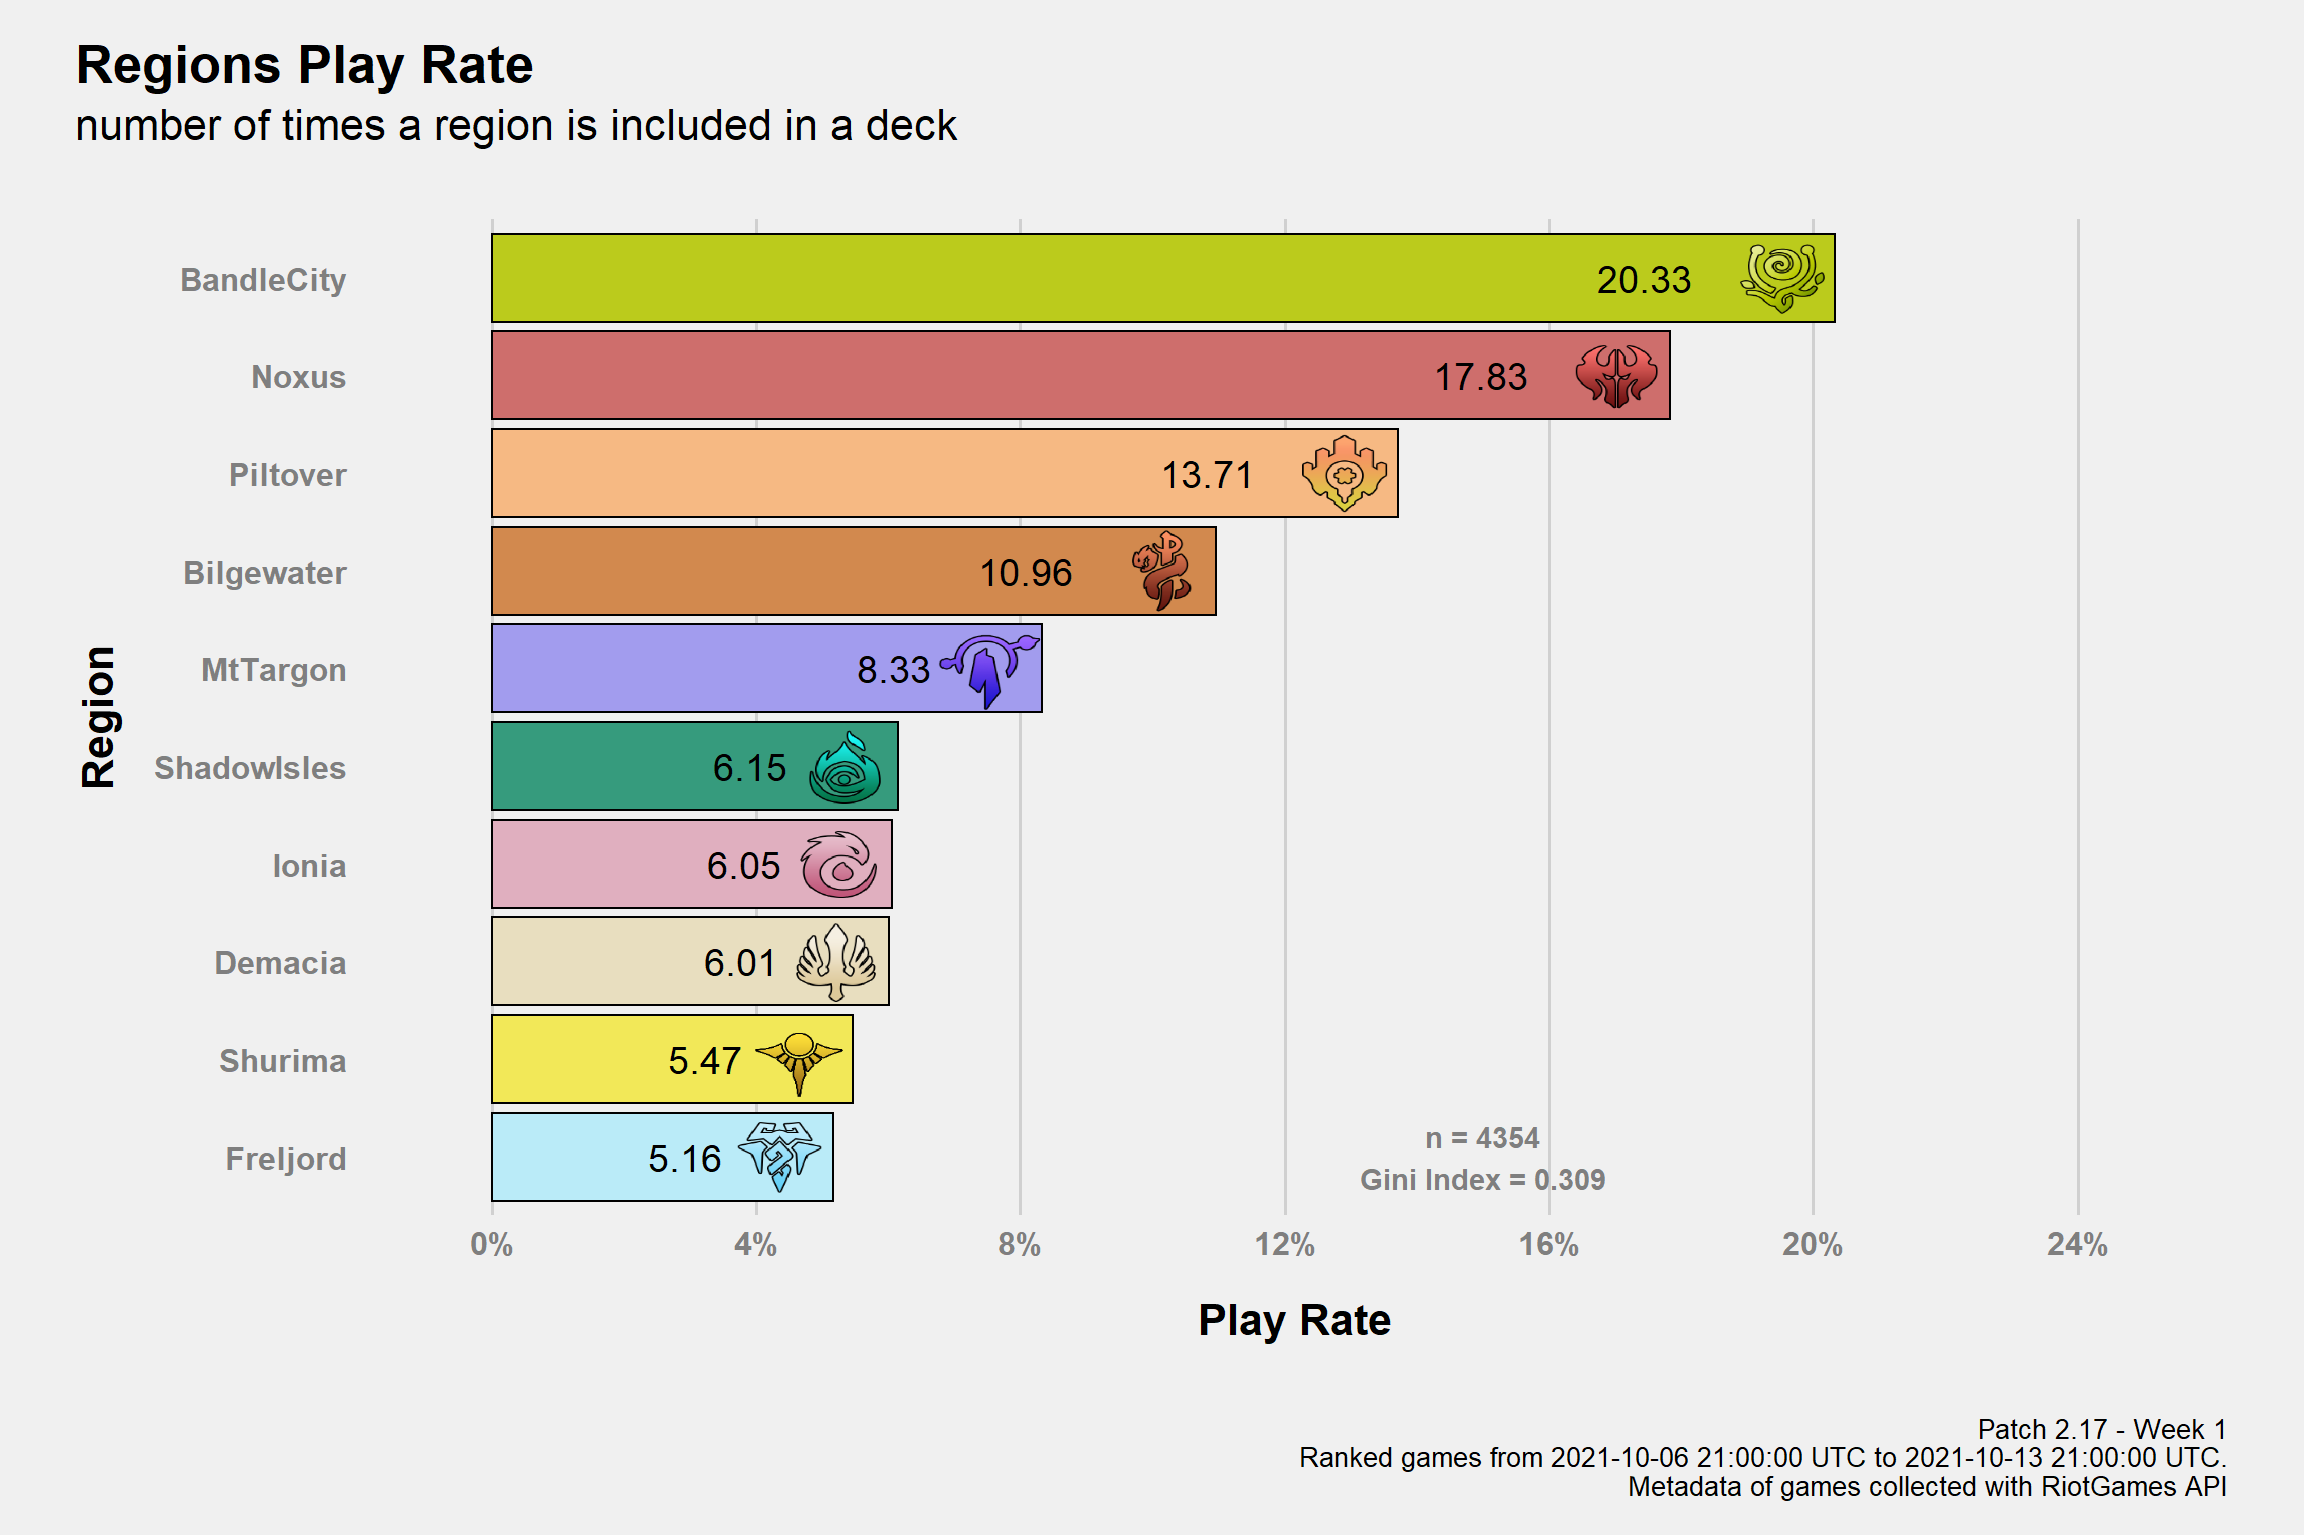 Regions Play Rate
number of times a region is included in a deck
BandleCity
20.33
Noxus
17.83
Piltover
13.71
Bilgewater
10.96
MtTargon
8.33
ShadowIsles
6.15
Ionia
6.05
Demacia
6.01
Shurima
5.47
Freljord
5.16
Region
n = 4354
Gini Index = 0.309
0% 4% 8% 12% 16% 20% 24%
Play Rate
Patch 2.17 - Week 1
Ranked games from 2021-10-06 21:00:00 UTC to 2021-10-13 21:00:00 UTC.
Metadata of games collected with RiotGames API